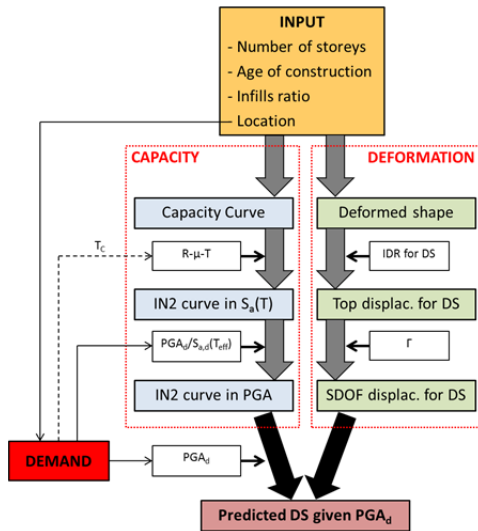 INPUT
- Number of storeys
- Age of construction
- Infills ratio
- Location
CAPACITY
DEFORMATION
Capacity Curve
Deformed shape
T_C
R-μ-T
IDR for DS
IN2 curve in S_a(T)
Top displac. for DS
PGA_d/S_a,d(T_eff)
Γ
IN2 curve in PGA
SDOF displac. for DS
DEMAND
PGA_d
Predicted DS given PGA_d